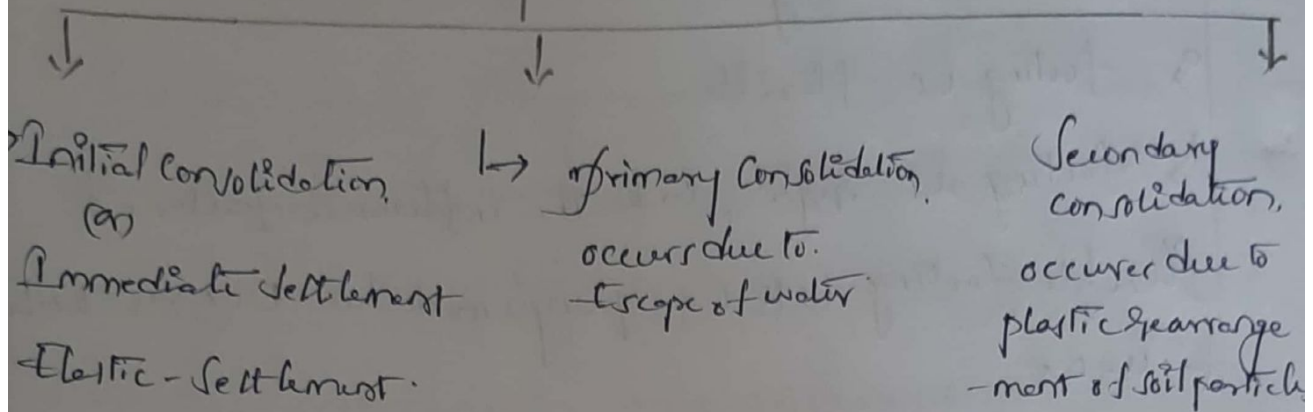 Initial Consolidation,
(or)
Immediate Settlement
Elastic - Settlement.
↳ primary Consolidation.
occurs due to.
Escape of water
Secondary
consolidation,
occures due to
plastic rearrange
-ment of soil particle